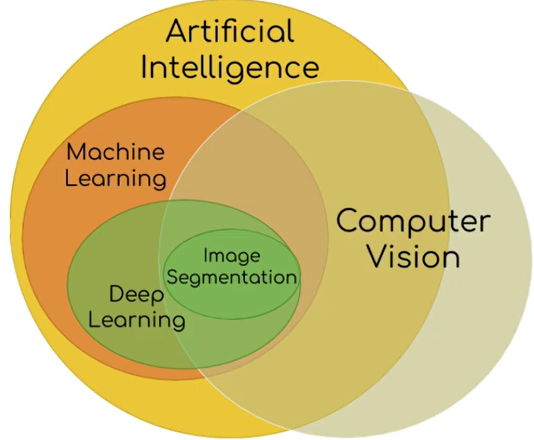 Artificial
Intelligence
Machine
Learning
Computer
Vision
Image
Segmentation
Deep
Learning